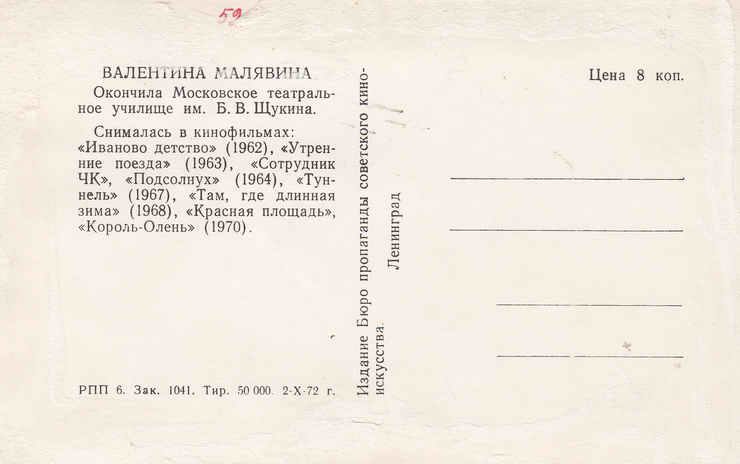 59
ВАЛЕНТИНА МАЛЯВИНА
Окончила Московское театраль-
ное училище им. Б. В. Щукина.
Снималась в кинофильмах:
«Иваново детство» (1962), «Утрен-
ние поезда» (1963), «Сотрудник
ЧК», «Подсолнух» (1964), «Тун-
нель» (1967), «Там, где длинная
зима» (1968), «Красная площадь»,
«Король-Олень» (1970).
РПП 6. Зак. 1041. Тир. 50 000. 2-X-72 г.
Издание Бюро пропаганды советского кино-
искусства.
Ленинград
Цена 8 коп.